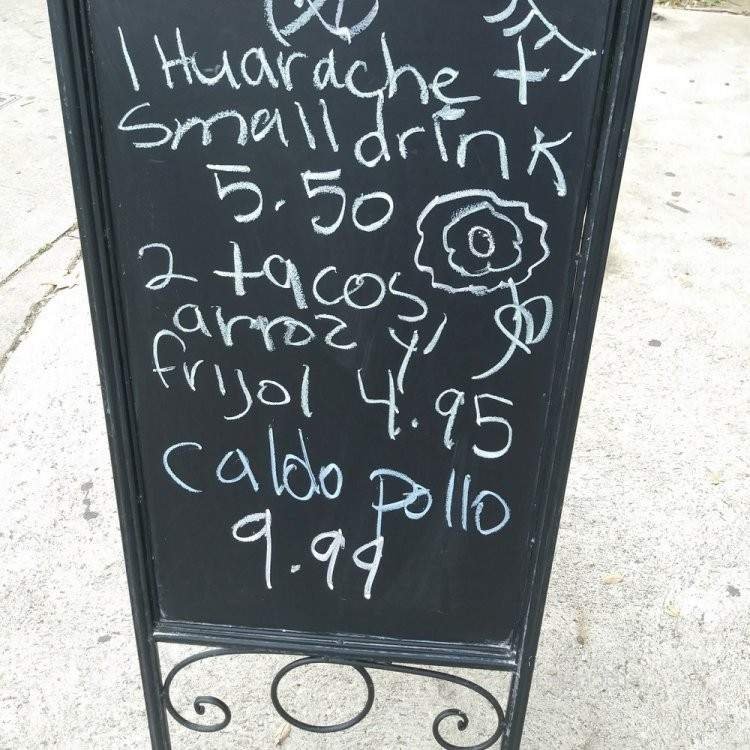 1 Huarache +
small drink
5.50
2 tacos
arroz y
frijol 4.95
caldo pollo
9.99